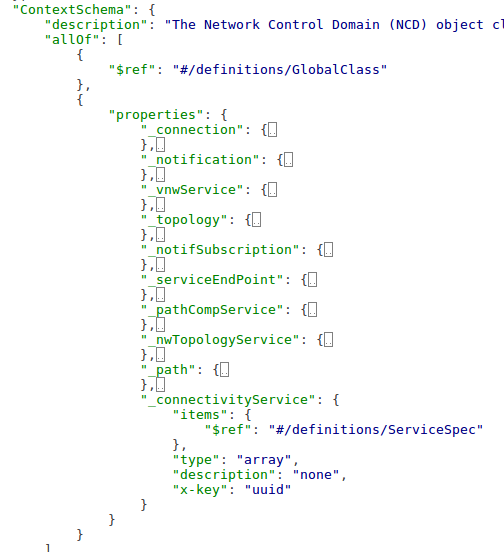 "ContextSchema": {
"description": "The Network Control Domain (NCD) object cl
"allOf": [
{
"$ref": "#/definitions/GlobalClass"
},
{
"properties": {
"_connection": {..
},..
"_notification": {..
},..
"_vnwService": {..
},..
"_topology": {..
},..
"_notifSubscription": {..
},..
"_serviceEndPoint": {..
},..
"_pathCompService": {..
},..
"_nwTopologyService": {..
},..
"_path": {..
},..
"_connectivityService": {
"items": {
"$ref": "#/definitions/ServiceSpec"
},
"type": "array",
"description": "none",
"x-key": "uuid"
}
}
}
]